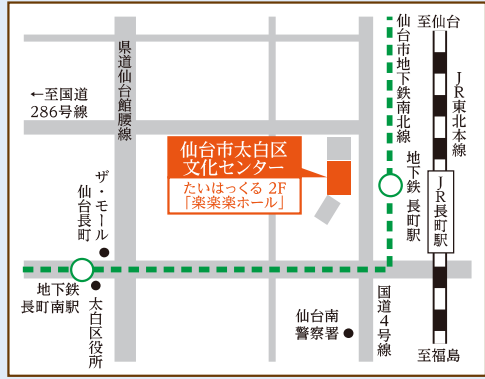 至仙台
仙台市地下鉄南北線
JR東北本線
県道仙台館腰線
←至国道
286号線
仙台市太白区
文化センター
たいはっくる 2F
「楽楽楽ホール」
地下鉄 長町駅
JR長町駅
ザ・モール
仙台長町
地下鉄
長町南駅
太白区役所
仙台南
警察署
国道4号線
至福島